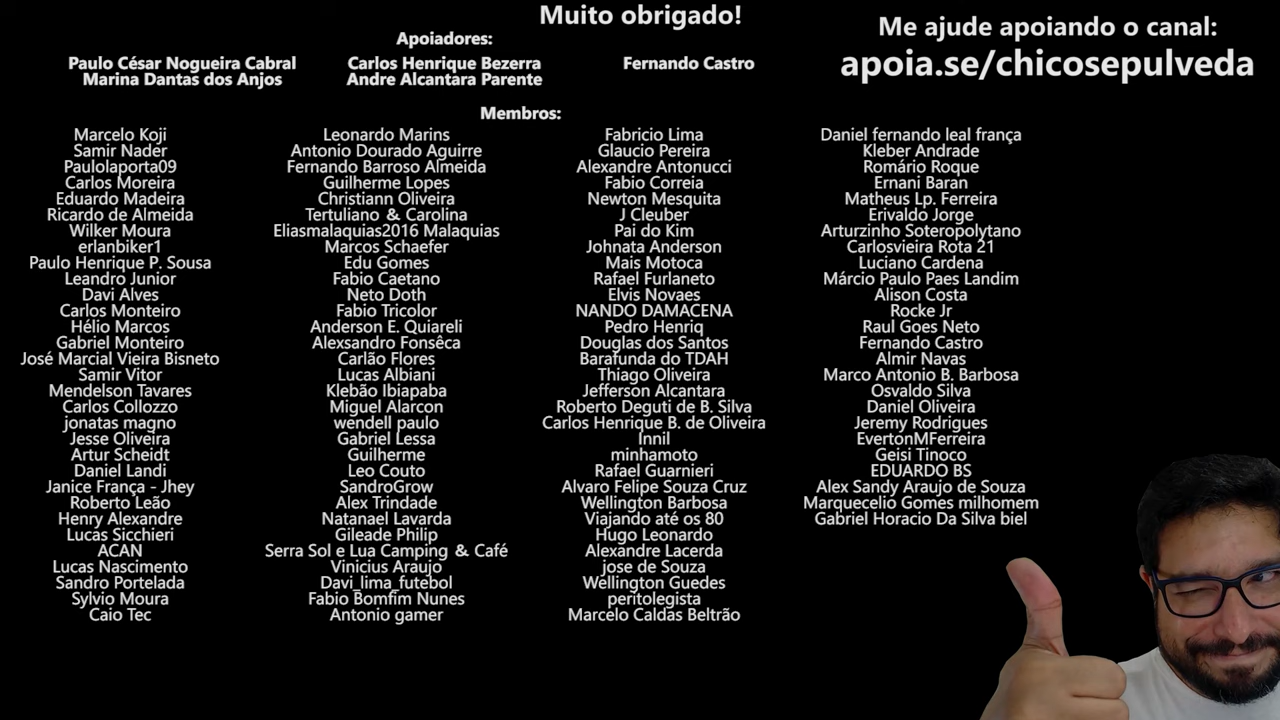 Muito obrigado!
Me ajude apoiando o canal:
apoia.se/chicosepulveda
Apoiadores:
Paulo César Nogueira Cabral
Marina Dantas dos Anjos
Carlos Henrique Bezerra
Andre Alcantara Parente
Fernando Castro
Membros:
Marcelo Koji
Samir Nader
Paulolaporta09
Carlos Moreira
Eduardo Madeira
Ricardo de Almeida
Wilker Moura
erlanbiker1
Paulo Henrique P. Sousa
Leandro Junior
Davi Alves
Carlos Monteiro
Hélio Marcos
Gabriel Monteiro
José Marcial Vieira Bisneto
Samir Vitor
Mendelson Tavares
Carlos Collozzo
jonatas magno
Jesse Oliveira
Artur Scheidt
Daniel Landi
Janice França - Jhey
Roberto Leão
Henry Alexandre
Lucas Sicchieri
ACAN
Lucas Nascimento
Sandro Portelada
Sylvio Moura
Caio Tec
Leonardo Marins
Antonio Dourado Aguirre
Fernando Barroso Almeida
Guilherme Lopes
Christiann Oliveira
Tertuliano & Carolina
Eliasmalaquias2016 Malaquias
Marcos Schaefer
Edu Gomes
Fabio Caetano
Neto Doth
Fabio Tricolor
Anderson E. Quiareli
Alexsandro Fonsêca
Carlão Flores
Lucas Albiani
Klebão Ibiapaba
Miguel Alarcon
wendell paulo
Gabriel Lessa
Guilherme
Leo Couto
SandroGrow
Alex Trindade
Natanael Lavarda
Gileade Philip
Serra Sol e Lua Camping & Café
Vinicius Araujo
Davi_lima_futebol
Fabio Bomfim Nunes
Antonio gamer
Fabricio Lima
Glaucio Pereira
Alexandre Antonucci
Fabio Correia
Newton Mesquita
J Cleuber
Pai do Kim
Johnata Anderson
Mais Motoca
Rafael Furlaneto
Elvis Novaes
NANDO DAMACENA
Pedro Henriq
Douglas dos Santos
Barafunda do TDAH
Thiago Oliveira
Jefferson Alcantara
Roberto Deguti de B. Silva
Carlos Henrique B. de Oliveira
Innil
minhamoto
Rafael Guarnieri
Alvaro Felipe Souza Cruz
Wellington Barbosa
Viajando até os 80
Hugo Leonardo
Alexandre Lacerda
jose de Souza
Wellington Guedes
peritolegista
Marcelo Caldas Beltrão
Daniel fernando leal frança
Kleber Andrade
Romário Roque
Ernani Baran
Matheus Lp. Ferreira
Erivaldo Jorge
Arturzinho Soteropolytano
Carlosvieira Rota 21
Luciano Cardena
Márcio Paulo Paes Landim
Alison Costa
Rocke Jr
Raul Goes Neto
Fernando Castro
Almir Navas
Marco Antonio B. Barbosa
Osvaldo Silva
Daniel Oliveira
Jeremy Rodrigues
EvertonMFerreira
Geisi Tinoco
EDUARDO BS
Alex Sandy Araujo de Souza
Marquecelio Gomes milhomem
Gabriel Horacio Da Silva biel